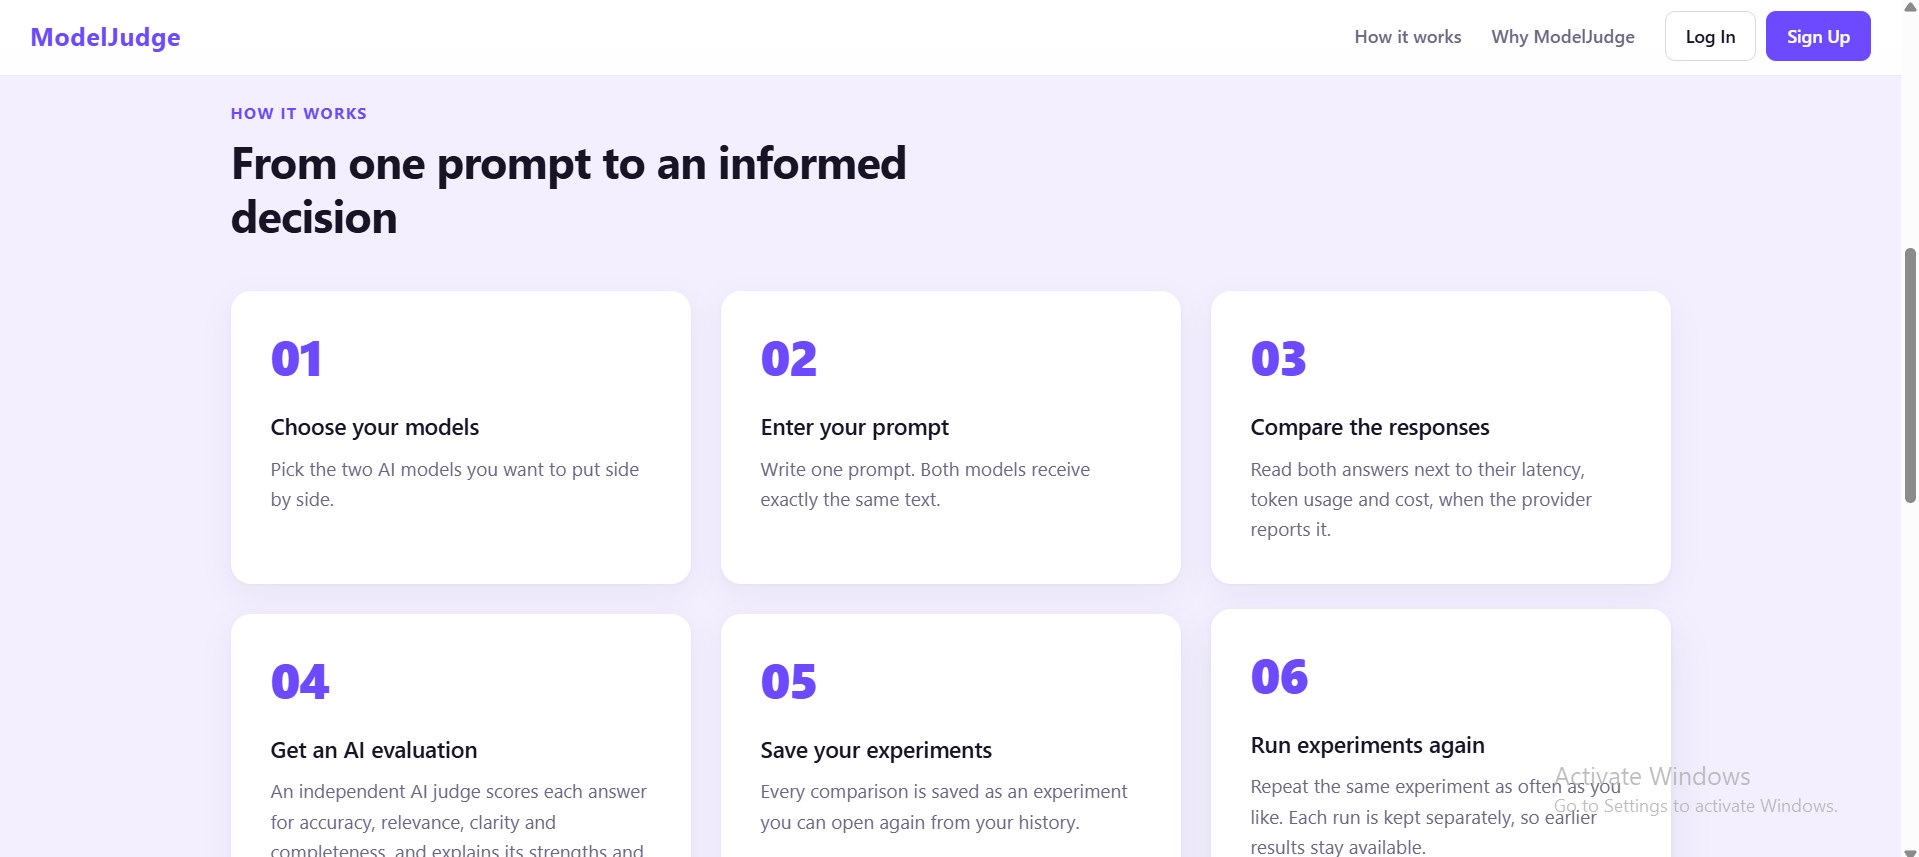 ModelJudge
How it works
Why ModelJudge
Log In
Sign Up
HOW IT WORKS
From one prompt to an informed
decision
01
Choose your models
Pick the two AI models you want to put side
by side.
02
Enter your prompt
Write one prompt. Both models receive
exactly the same text.
03
Compare the responses
Read both answers next to their latency,
token usage and cost, when the provider
reports it.
04
Get an AI evaluation
An independent AI judge scores each answer
for accuracy, relevance, clarity and
completeness, and explains its strengths and
05
Save your experiments
Every comparison is saved as an experiment
you can open again from your history.
06
Run experiments again
Repeat the same experiment as often as you
like. Each run is kept separately, so earlier
results stay available.
Activate Windows
Go to Settings to activate Windows.